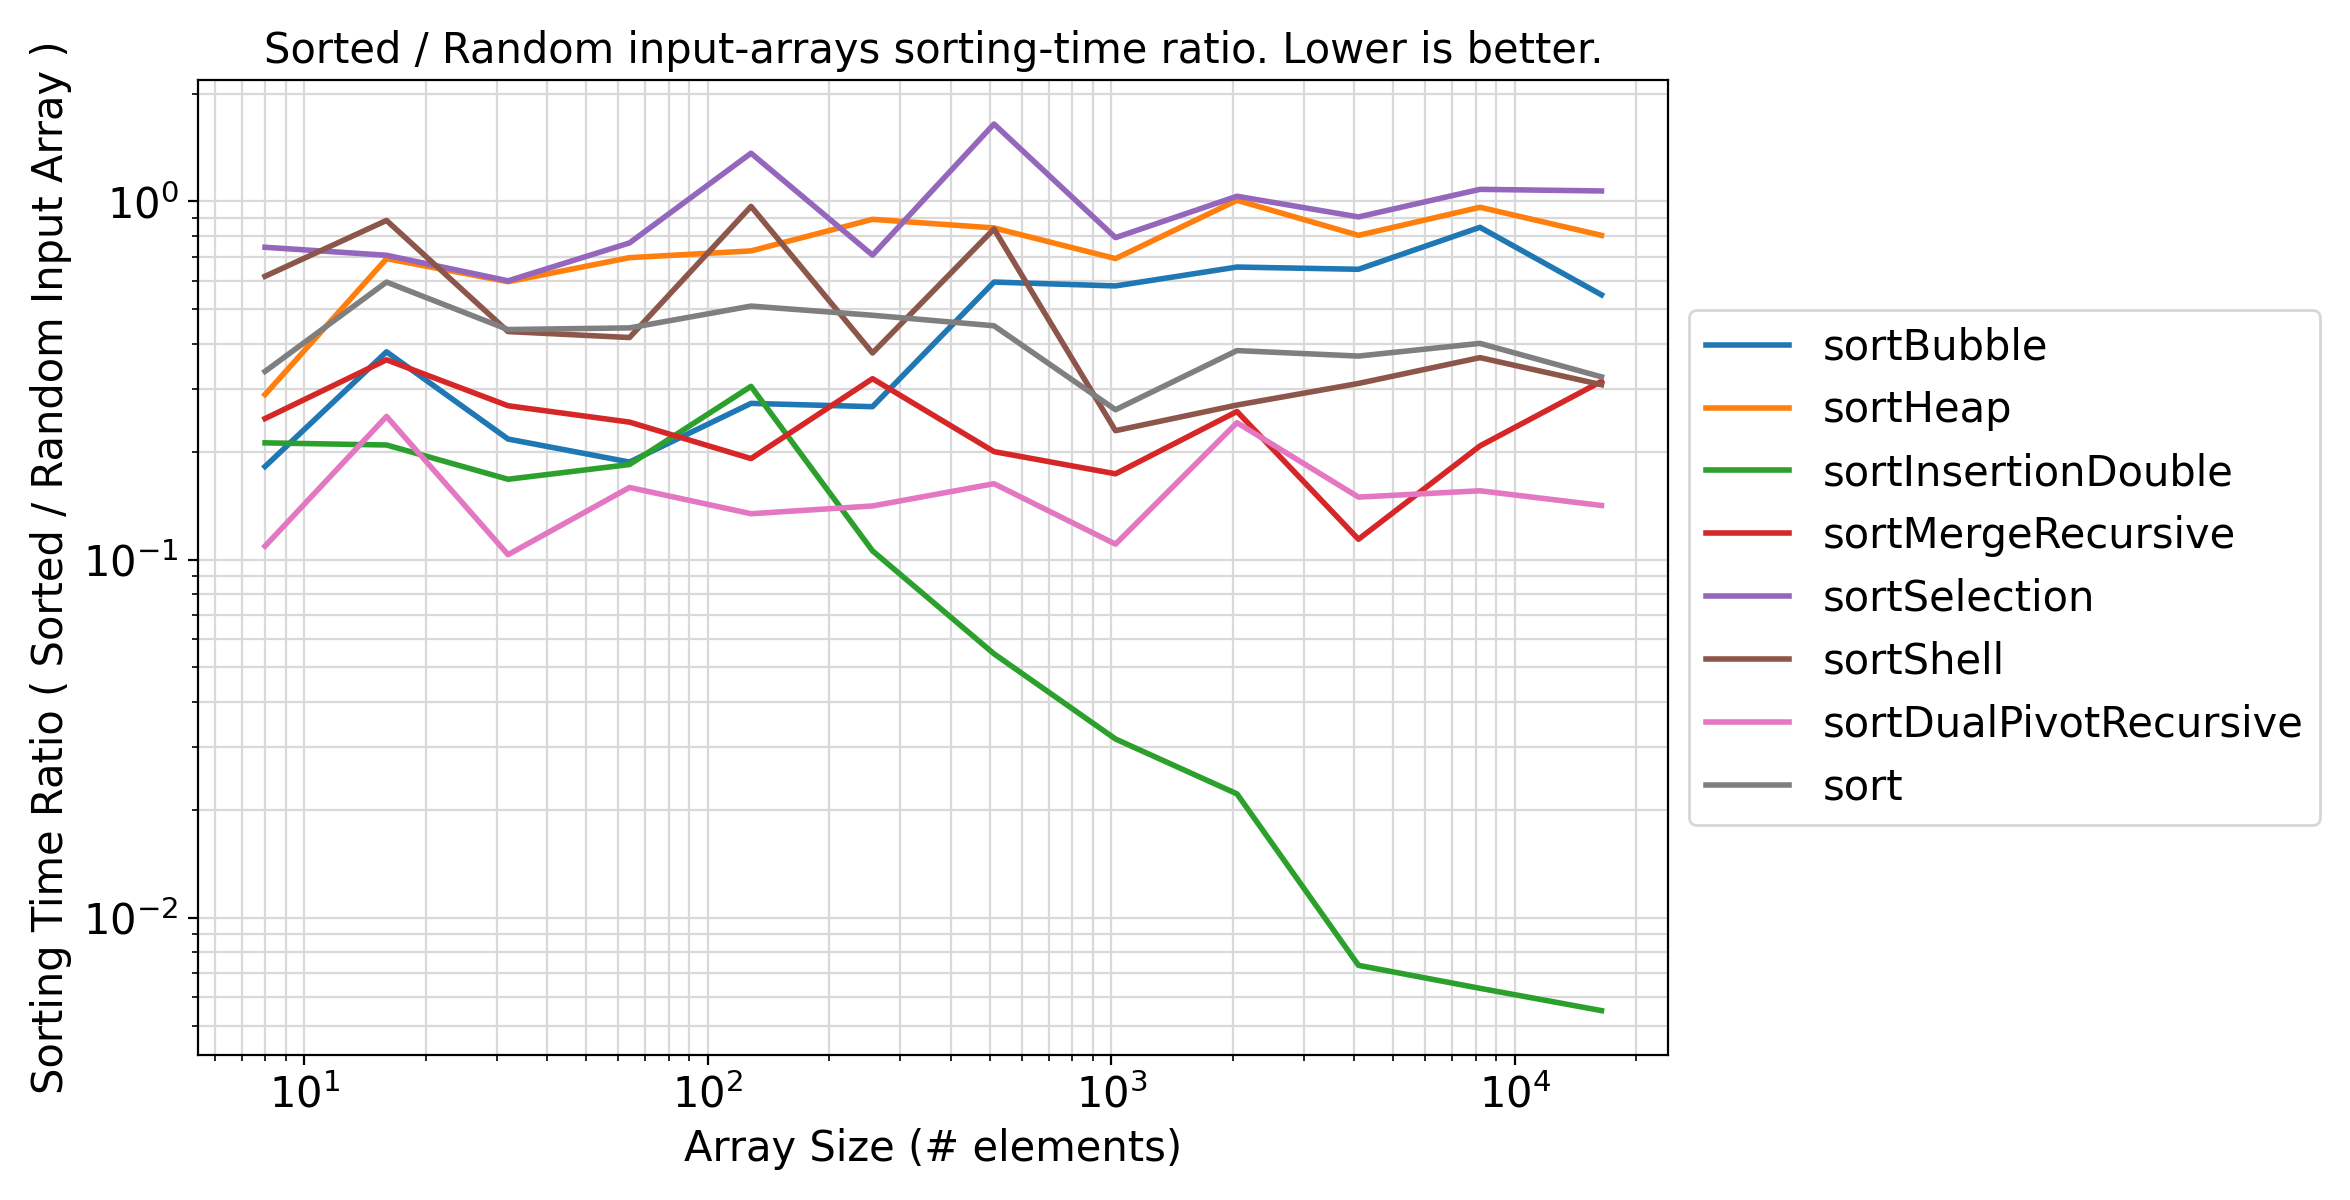 Sorted / Random input-arrays sorting-time ratio. Lower is better.
Sorting Time Ratio ( Sorted / Random Input Array )
10⁰
10⁻¹
10⁻²
10¹
10²
10³
10⁴
Array Size (# elements)
sortBubble
sortHeap
sortInsertionDouble
sortMergeRecursive
sortSelection
sortShell
sortDualPivotRecursive
sort